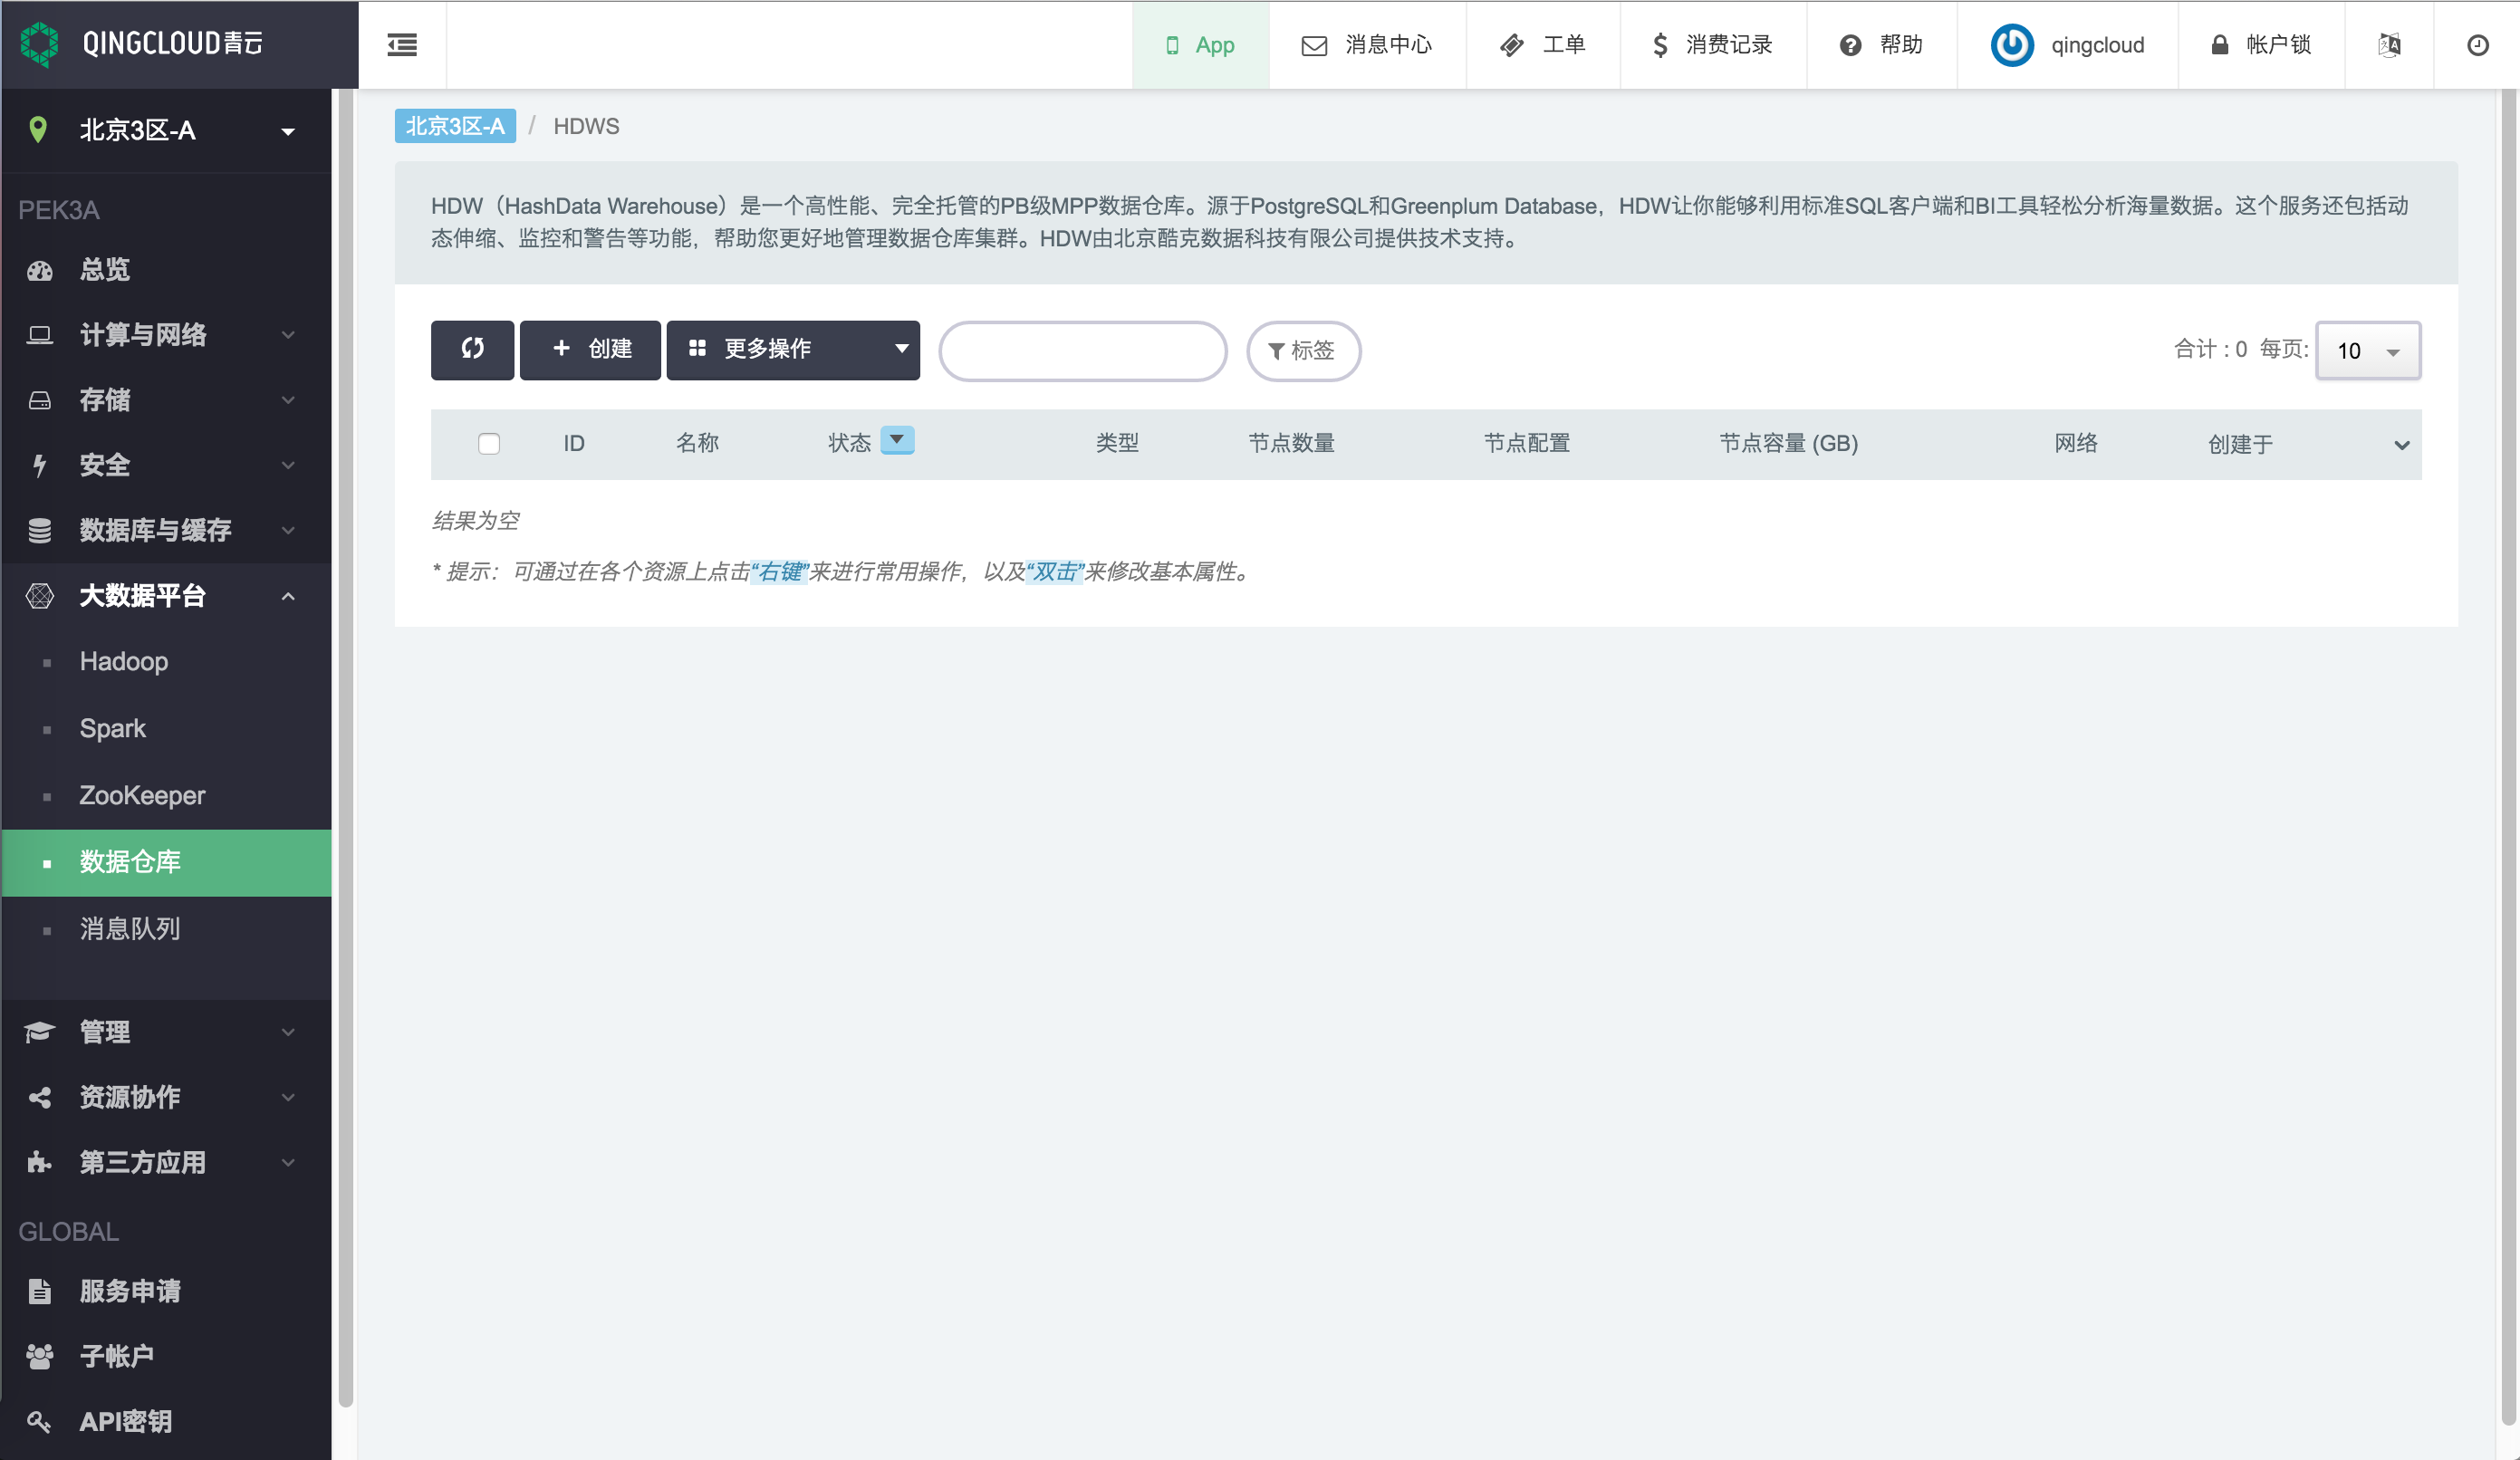 QINGCLOUD青云
App
消息中心
工单
消费记录
帮助
qingcloud
帐户锁
北京3区-A
PEK3A
总览
计算与网络
存储
安全
数据库与缓存
大数据平台
Hadoop
Spark
ZooKeeper
数据仓库
消息队列
管理
资源协作
第三方应用
GLOBAL
服务申请
子帐户
API密钥
北京3区-A / HDWS
HDW（HashData Warehouse）是一个高性能、完全托管的PB级MPP数据仓库。源于PostgreSQL和Greenplum Database，HDW让你能够利用标准SQL客户端和BI工具轻松分析海量数据。这个服务还包括动
态伸缩、监控和警告等功能，帮助您更好地管理数据仓库集群。HDW由北京酷克数据科技有限公司提供技术支持。
创建 更多操作 标签 合计 : 0 每页: 10
ID 名称 状态 类型 节点数量 节点配置 节点容量 (GB) 网络 创建于
结果为空
* 提示：可通过在各个资源上点击“右键”来进行常用操作，以及“双击”来修改基本属性。